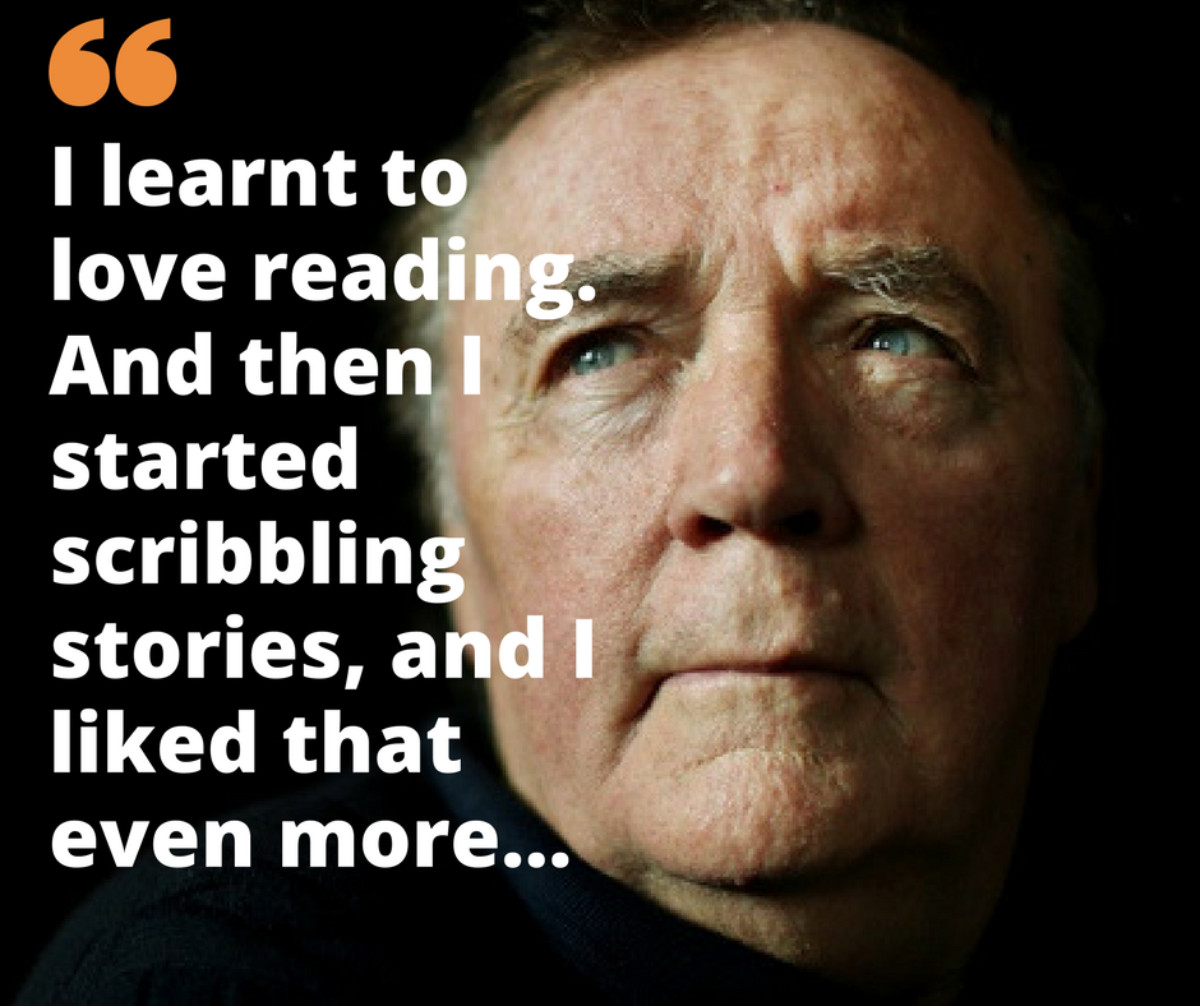 “
I learnt to
love reading.
And then I
started
scribbling
stories, and I
liked that
even more...